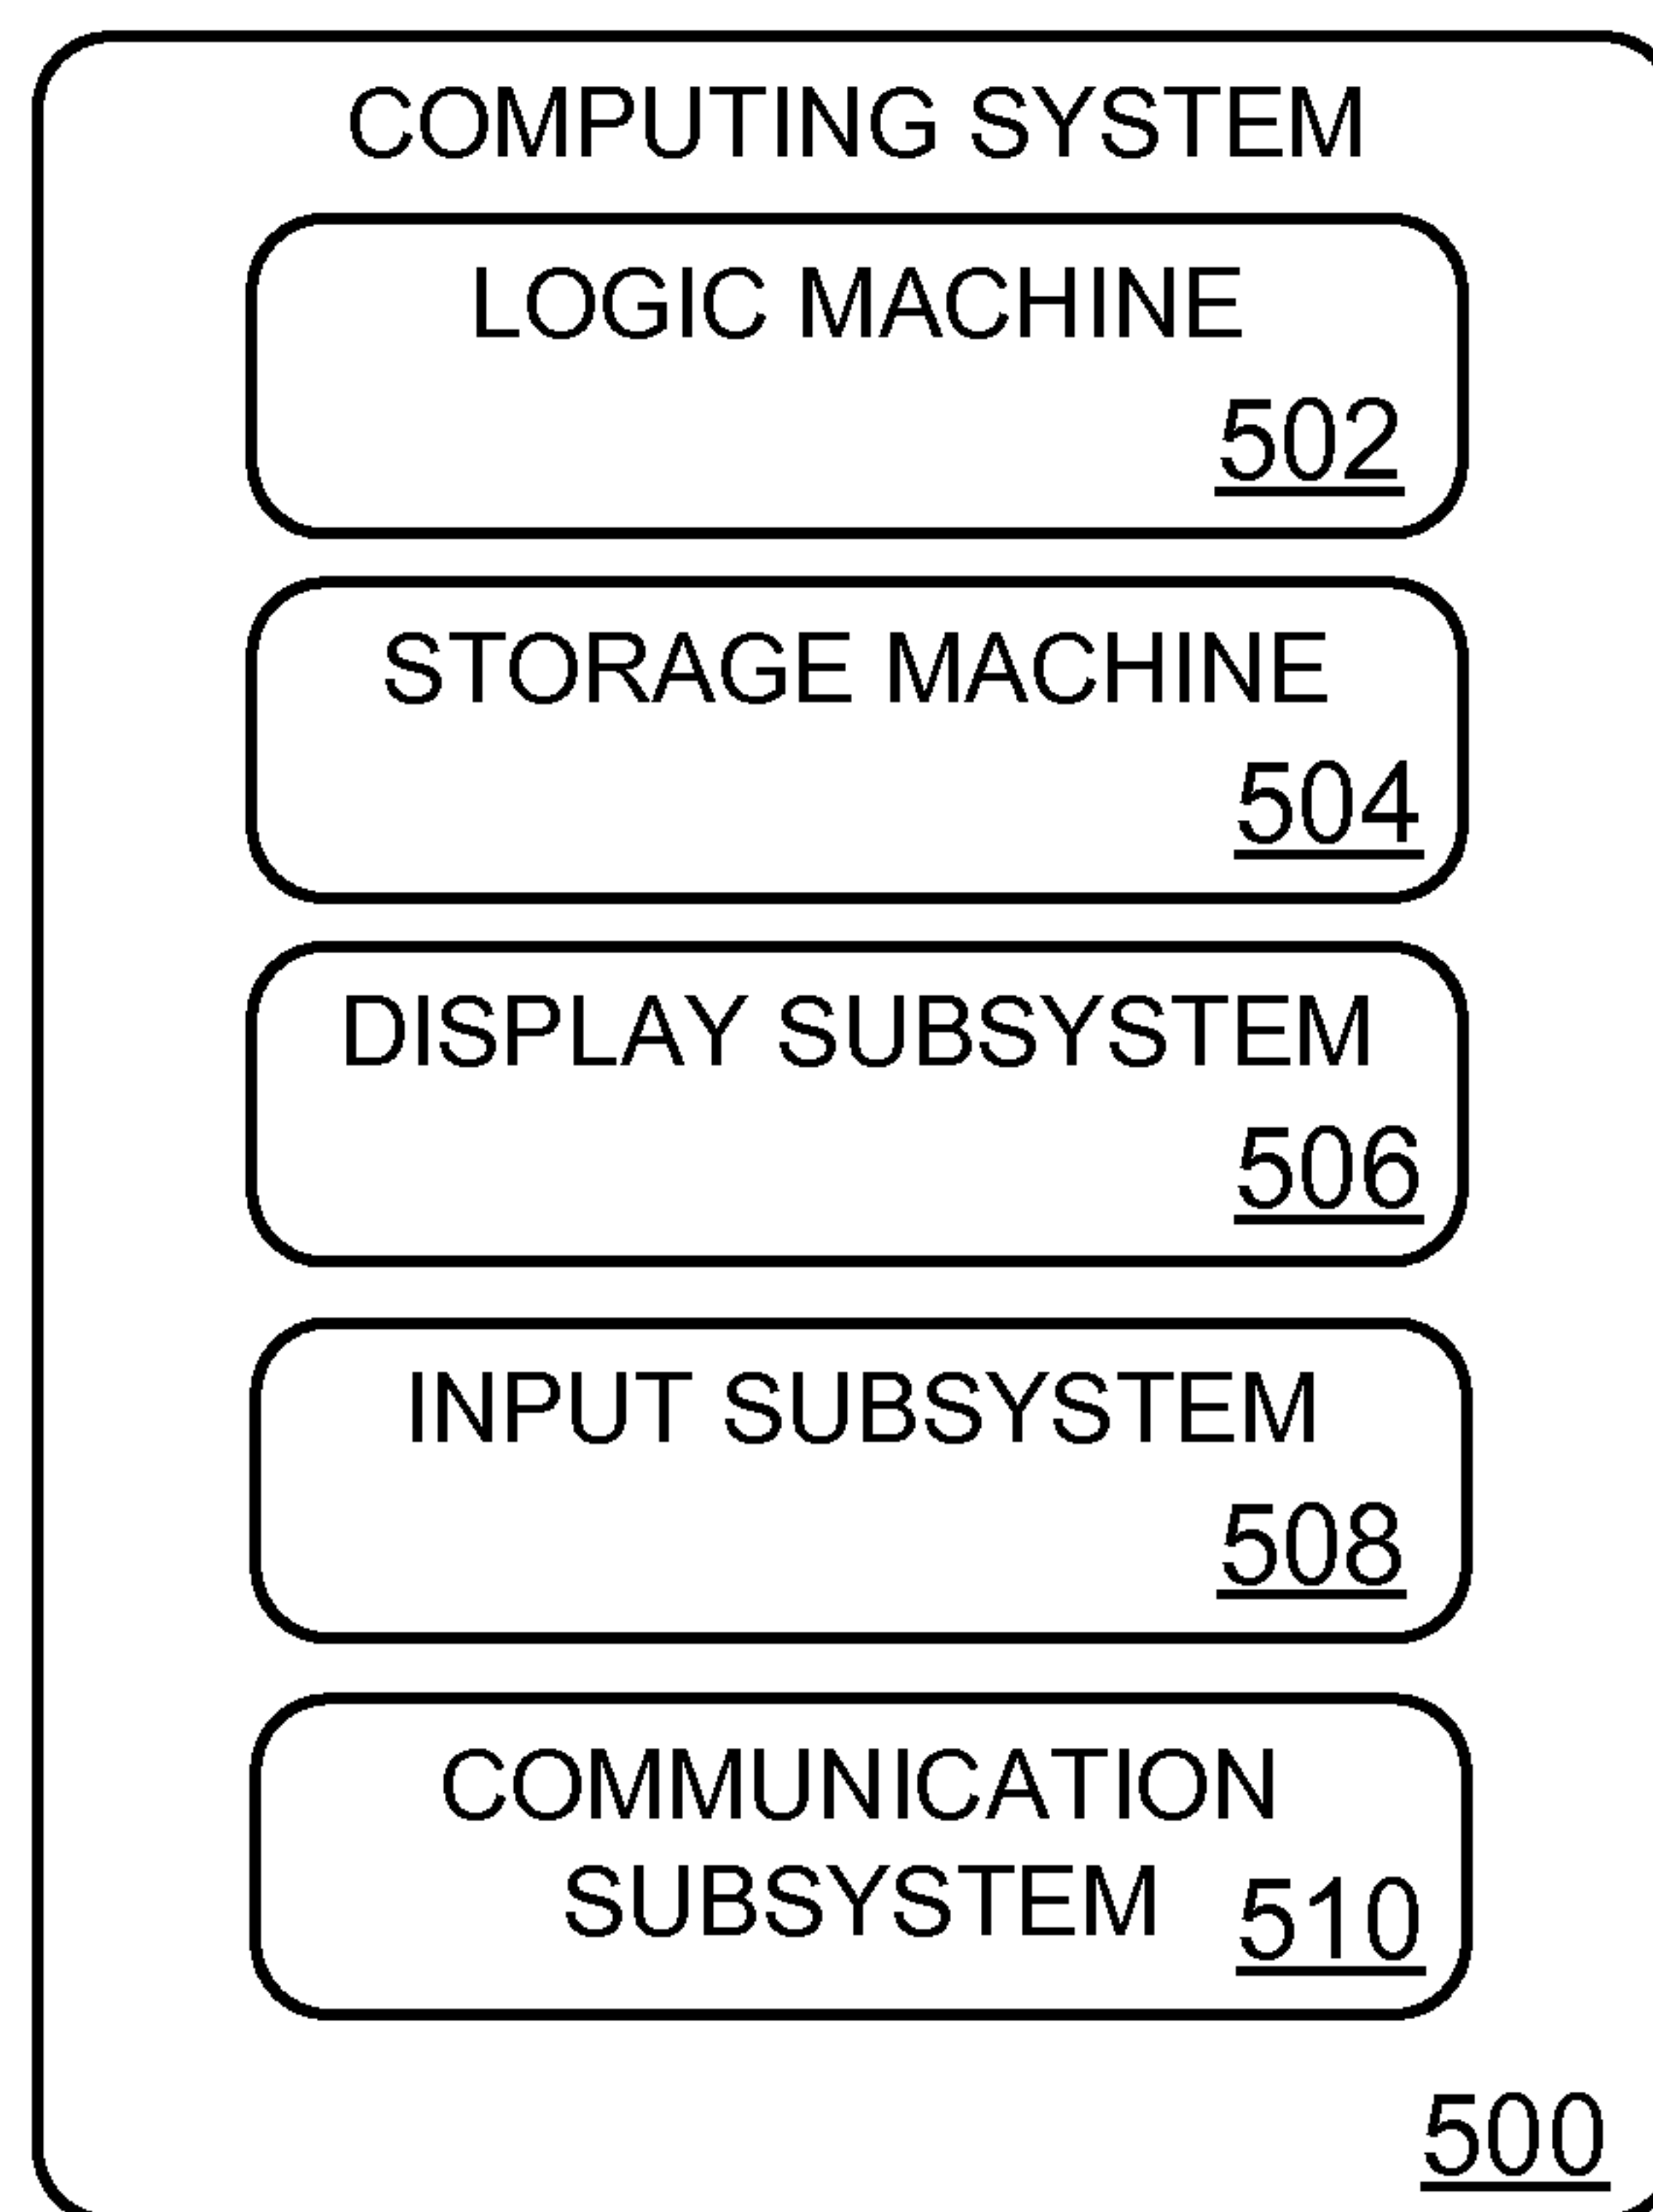 COMPUTING SYSTEM
LOGIC MACHINE
502
STORAGE MACHINE
504
DISPLAY SUBSYSTEM
506
INPUT SUBSYSTEM
508
COMMUNICATION
SUBSYSTEM 510
500